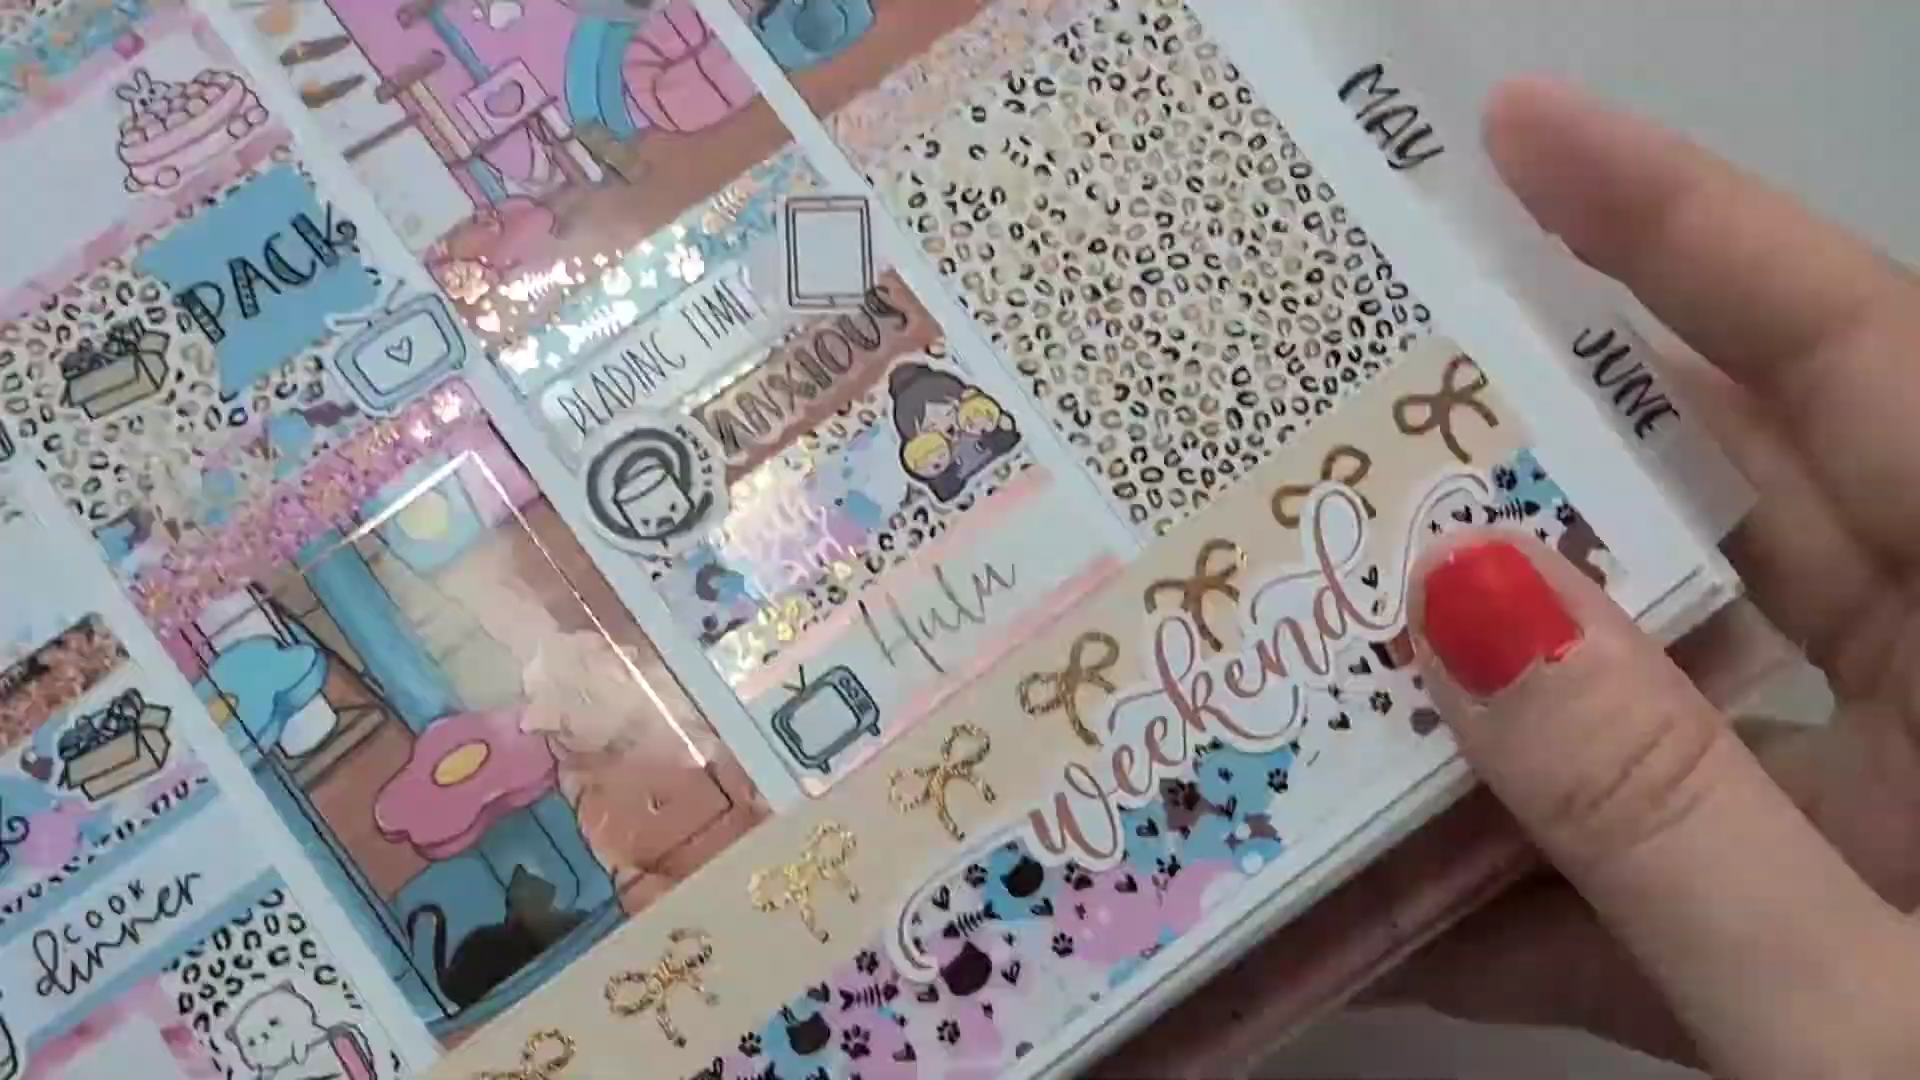 MAY
JUNE
PACK
READING TIME
ANXIOUS
Hulu
weekend
COOK
dinner